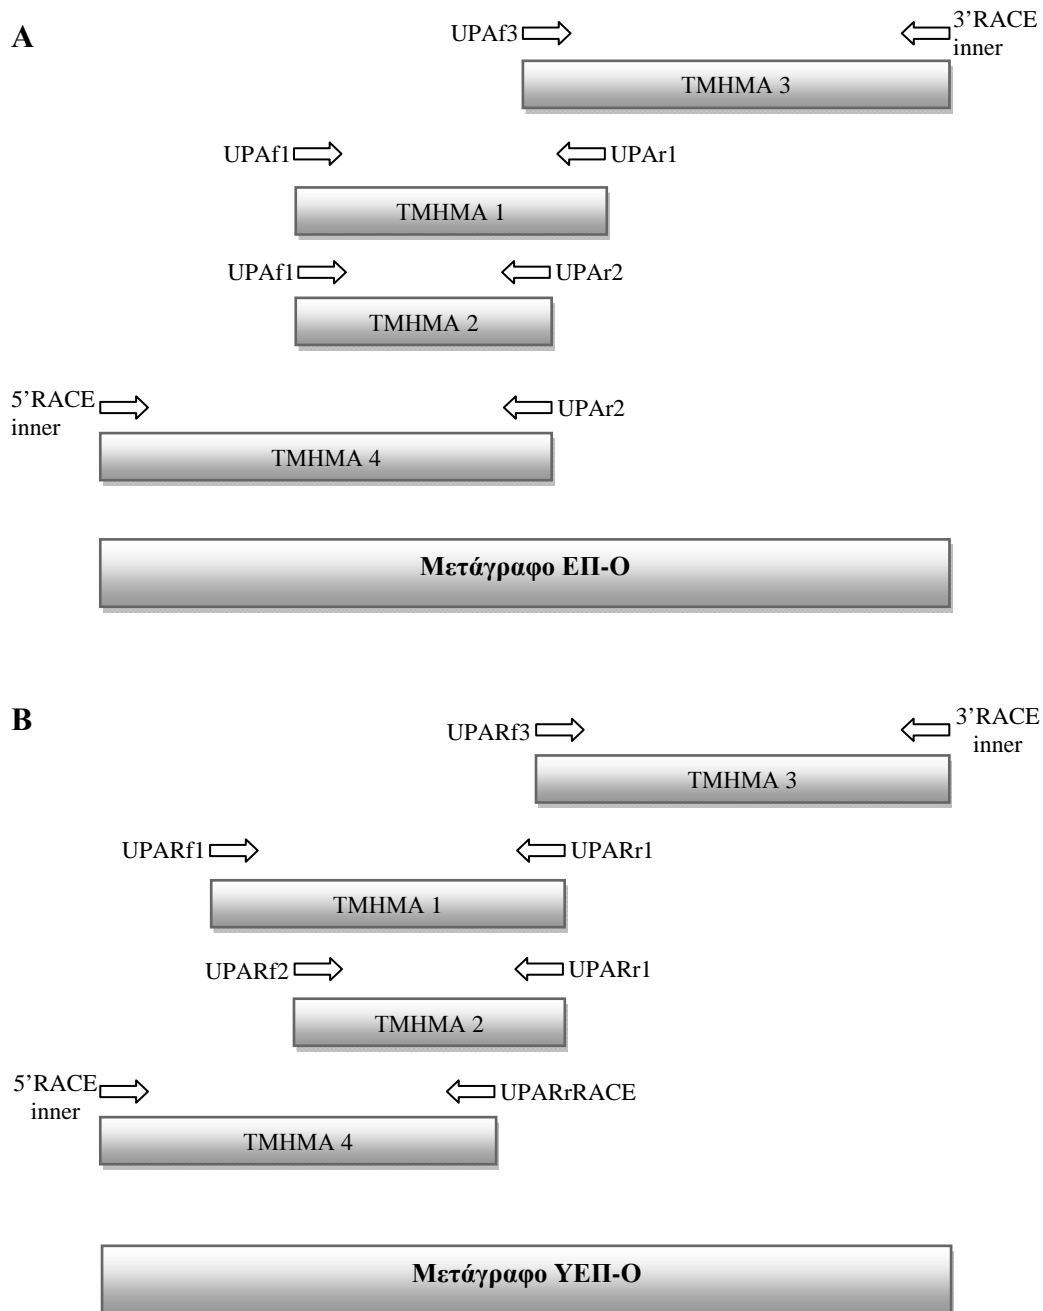 A
UPAf3
3’RACE
inner
ΤΜΗΜΑ 3
UPAf1
UPAr1
ΤΜΗΜΑ 1
UPAf1
UPAr2
ΤΜΗΜΑ 2
5’RACE
inner
UPAr2
ΤΜΗΜΑ 4
Μετάγραφο ΕΠ-Ο
B
UPARf3
3’RACE
inner
ΤΜΗΜΑ 3
UPARf1
UPARr1
ΤΜΗΜΑ 1
UPARf2
UPARr1
ΤΜΗΜΑ 2
5’RACE
inner
UPARrRACE
ΤΜΗΜΑ 4
Μετάγραφο ΥΕΠ-Ο